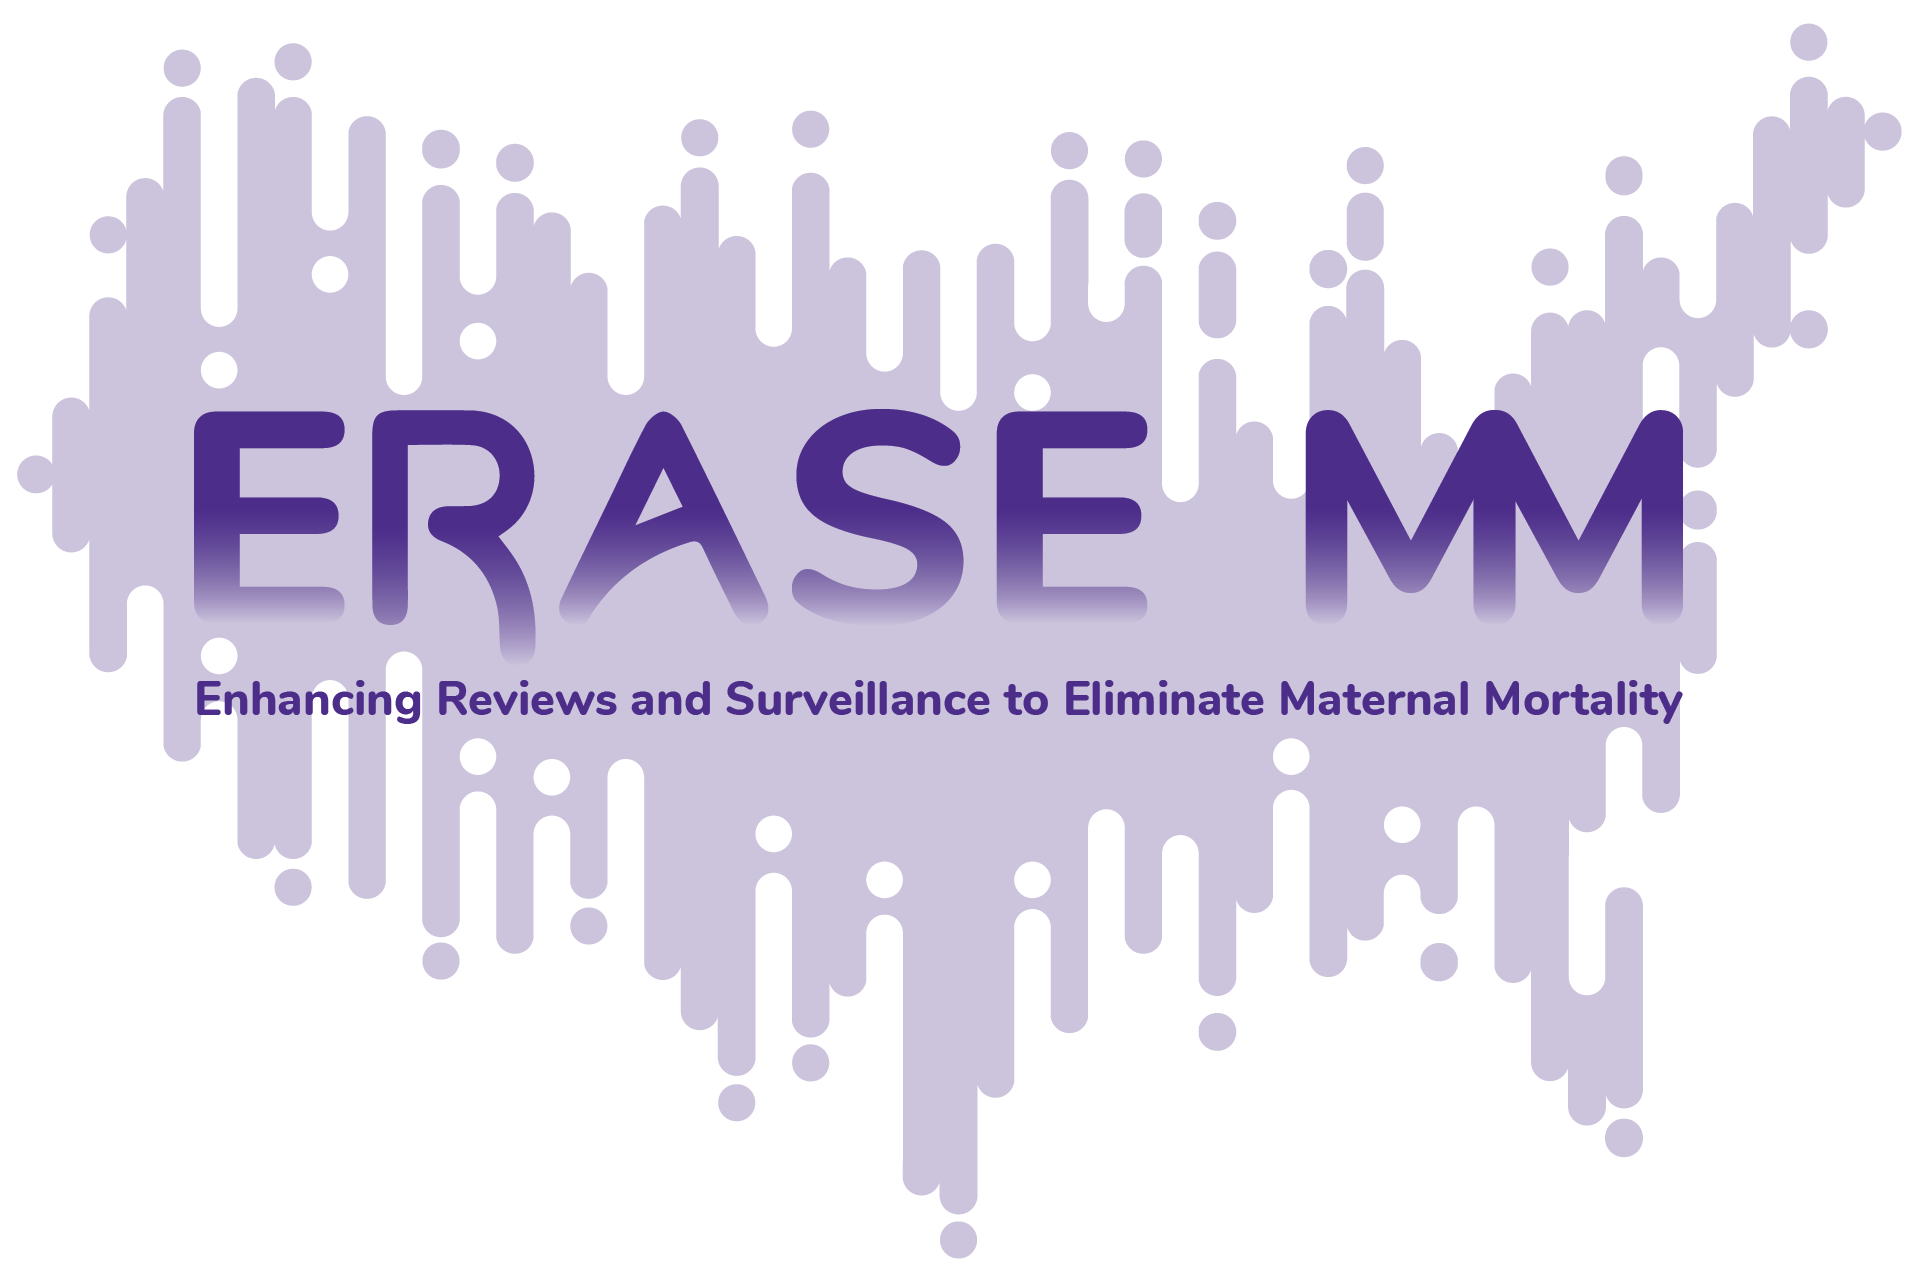 ERASE MM
Enhancing Reviews and Surveillance to Eliminate Maternal Mortality